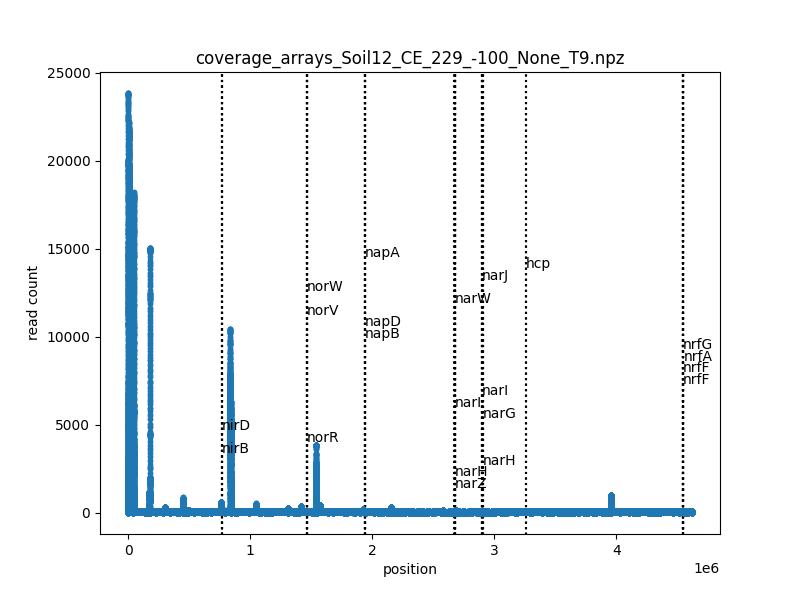 coverage_arrays_Soil12_CE_229_-100_None_T9.npz
25000
20000
15000
10000
5000
0
read count
napA
hcp
narJ
norW
narW
norV
napD
napB
nrfG
nrfA
nrfF
nrfF
narI
narI
narG
nirD
norR
nirB
narH
narH
narZ
0
1
2
3
4
1e6
position